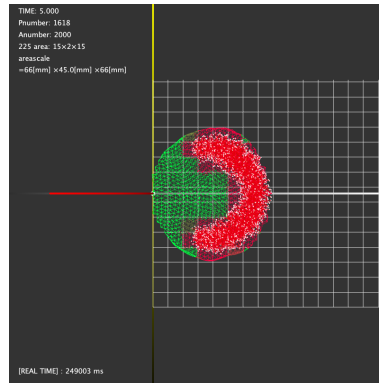 TIME: 5.000
Pnumber: 1618
Anumber: 2000
225 area: 15×2×15
areascale
=66[mm] ×45.0[mm] ×66[mm]
[REAL TIME] : 249003 ms